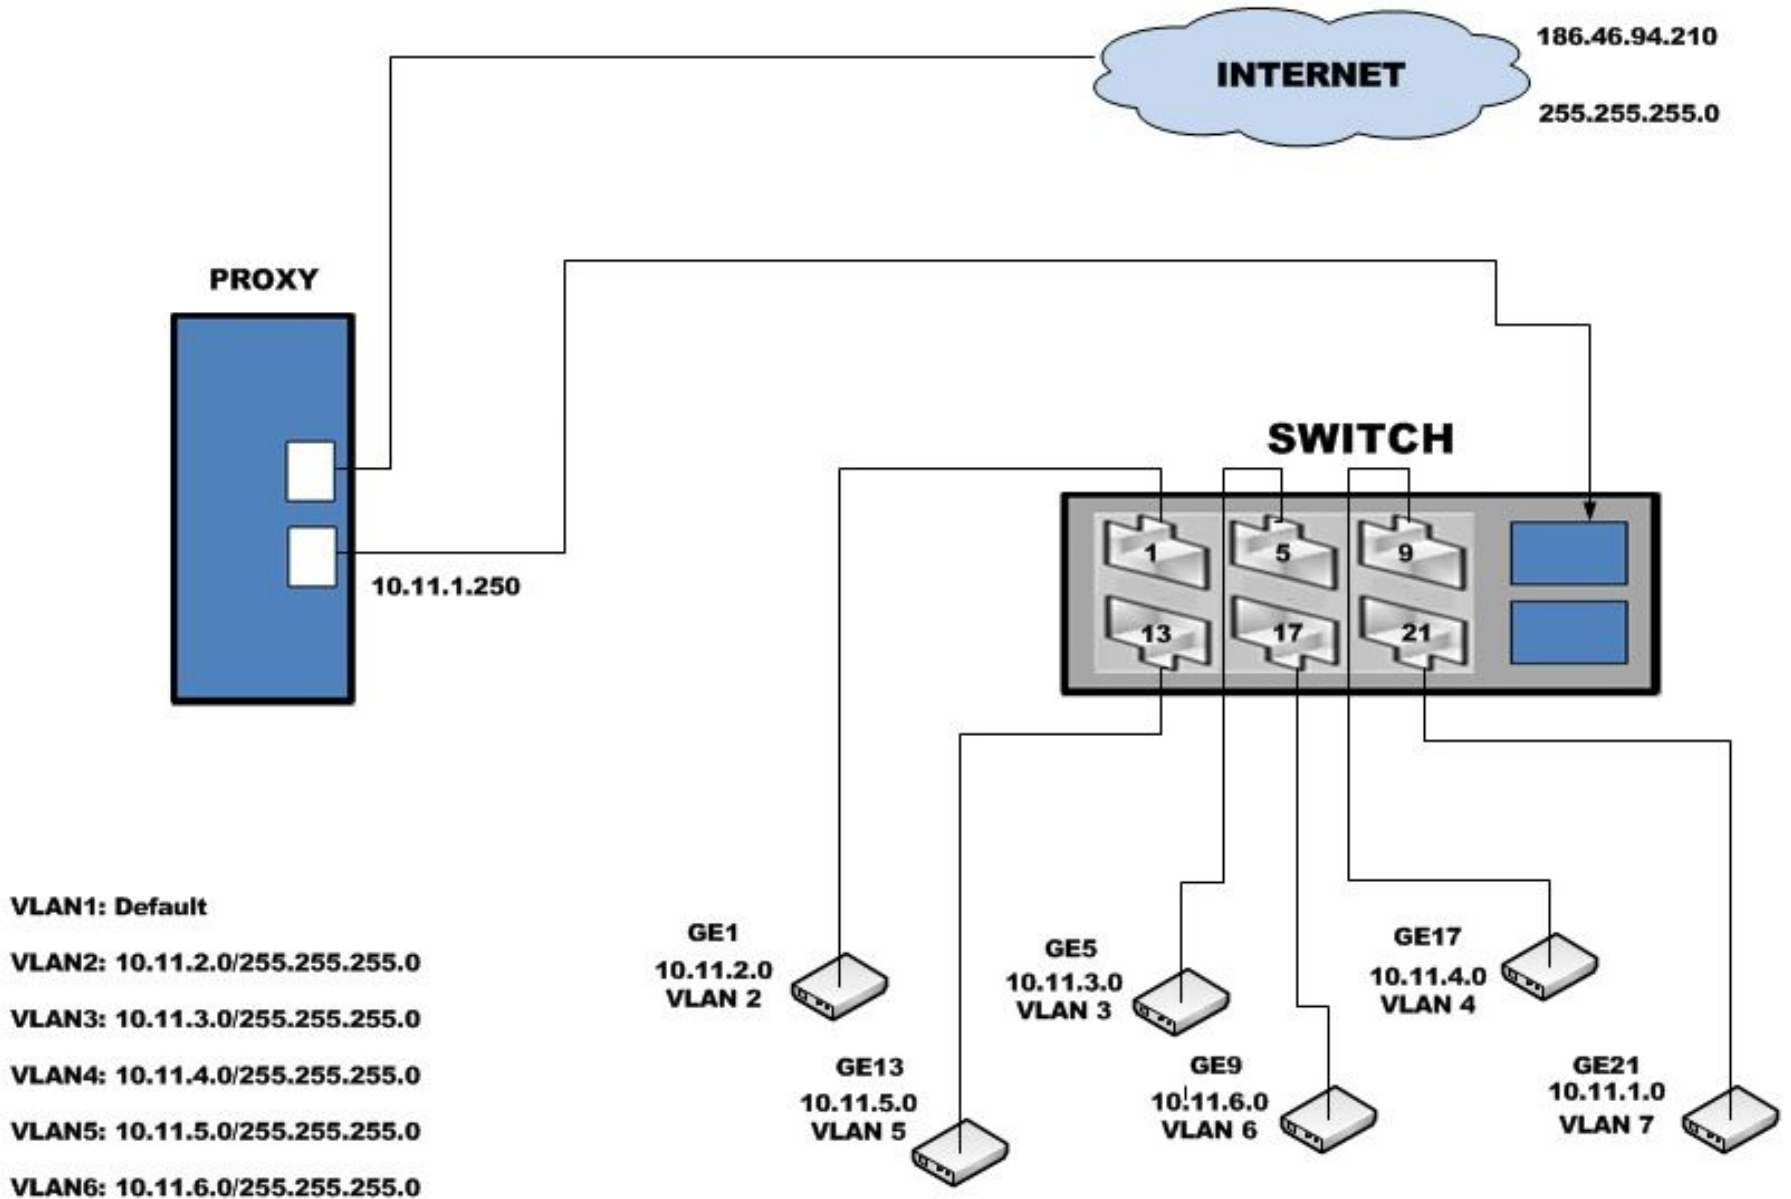 186.46.94.210
INTERNET
255.255.255.0
PROXY
10.11.1.250
SWITCH
1
5
9
13
17
21
VLAN1: Default
VLAN2: 10.11.2.0/255.255.255.0
VLAN3: 10.11.3.0/255.255.255.0
VLAN4: 10.11.4.0/255.255.255.0
VLAN5: 10.11.5.0/255.255.255.0
VLAN6: 10.11.6.0/255.255.255.0
GE1
10.11.2.0
VLAN 2
GE5
10.11.3.0
VLAN 3
GE17
10.11.4.0
VLAN 4
GE13
10.11.5.0
VLAN 5
GE9
10.11.6.0
VLAN 6
GE21
10.11.1.0
VLAN 7